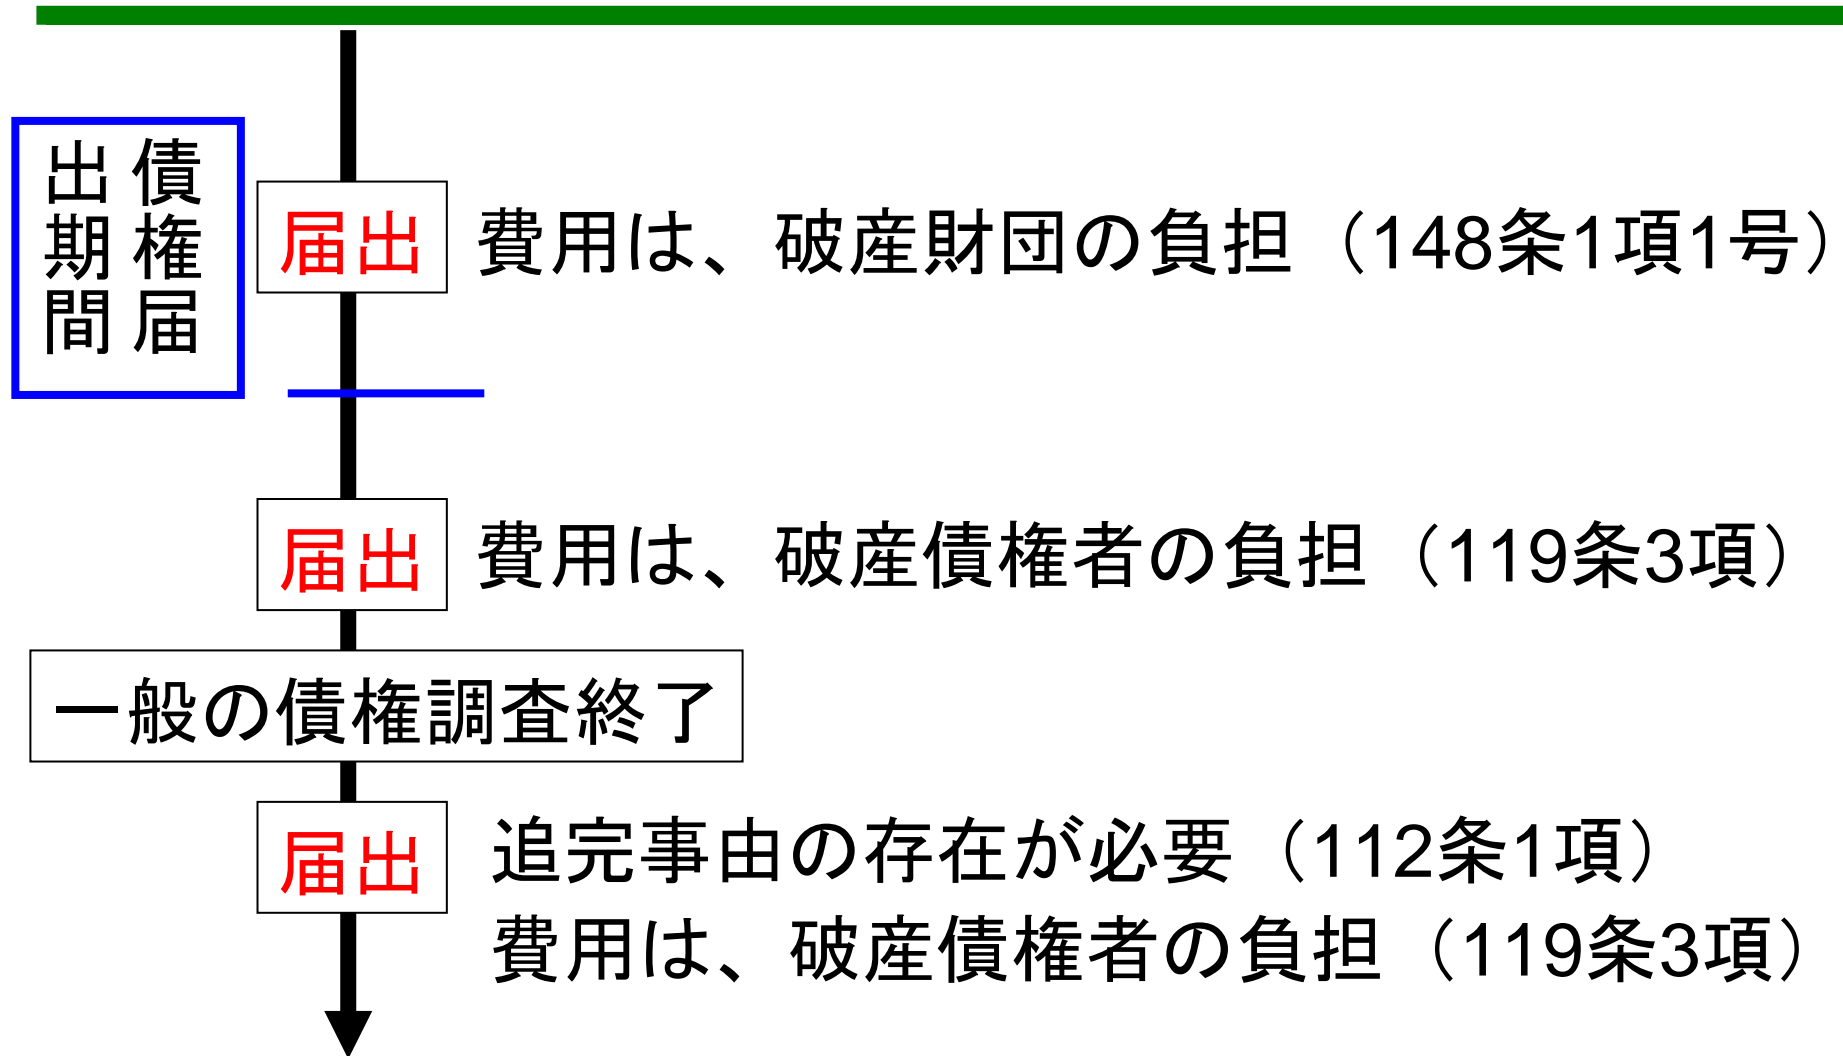 債権届
出期間
届出
費用は、破産財団の負担（148条1項1号）
届出
費用は、破産債権者の負担（119条3項）
一般の債権調査終了
届出
追完事由の存在が必要（112条1項）
費用は、破産債権者の負担（119条3項）